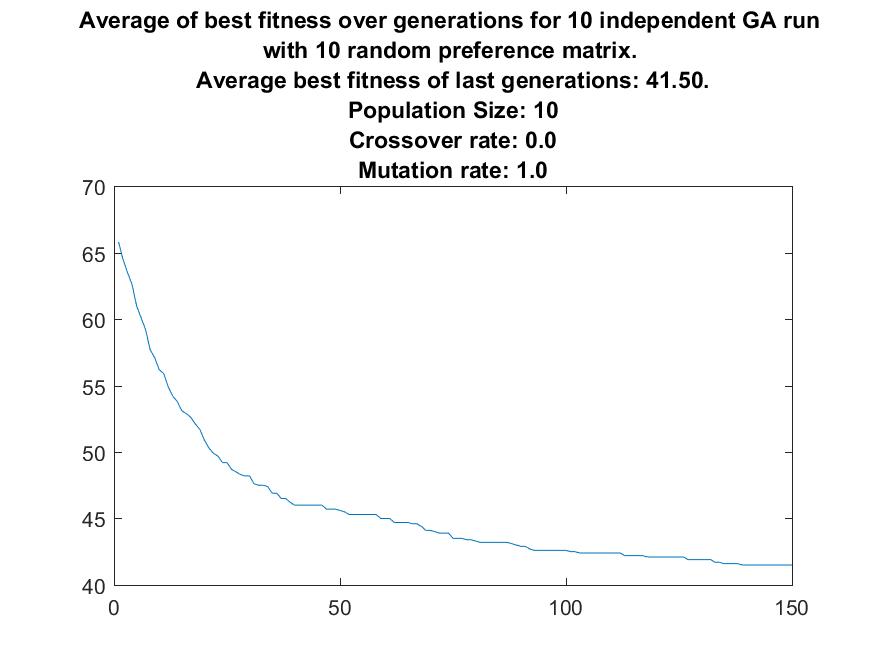 Average of best fitness over generations for 10 independent GA run
with 10 random preference matrix.
Average best fitness of last generations: 41.50.
Population Size: 10
Crossover rate: 0.0
Mutation rate: 1.0
70
65
60
55
50
45
40
0 50 100 150